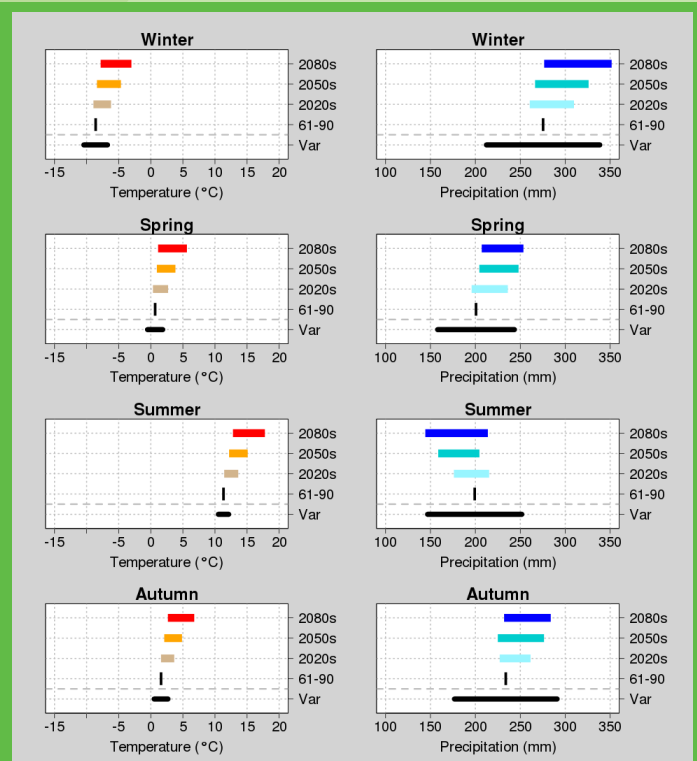 Winter
2080s
2050s
2020s
61-90
Var
-15 -5 0 5 10 15 20
Temperature (°C)
Winter
2080s
2050s
2020s
61-90
Var
100 150 200 250 300 350
Precipitation (mm)
Spring
2080s
2050s
2020s
61-90
Var
-15 -5 0 5 10 15 20
Temperature (°C)
Spring
2080s
2050s
2020s
61-90
Var
100 150 200 250 300 350
Precipitation (mm)
Summer
2080s
2050s
2020s
61-90
Var
-15 -5 0 5 10 15 20
Temperature (°C)
Summer
2080s
2050s
2020s
61-90
Var
100 150 200 250 300 350
Precipitation (mm)
Autumn
2080s
2050s
2020s
61-90
Var
-15 -5 0 5 10 15 20
Temperature (°C)
Autumn
2080s
2050s
2020s
61-90
Var
100 150 200 250 300 350
Precipitation (mm)